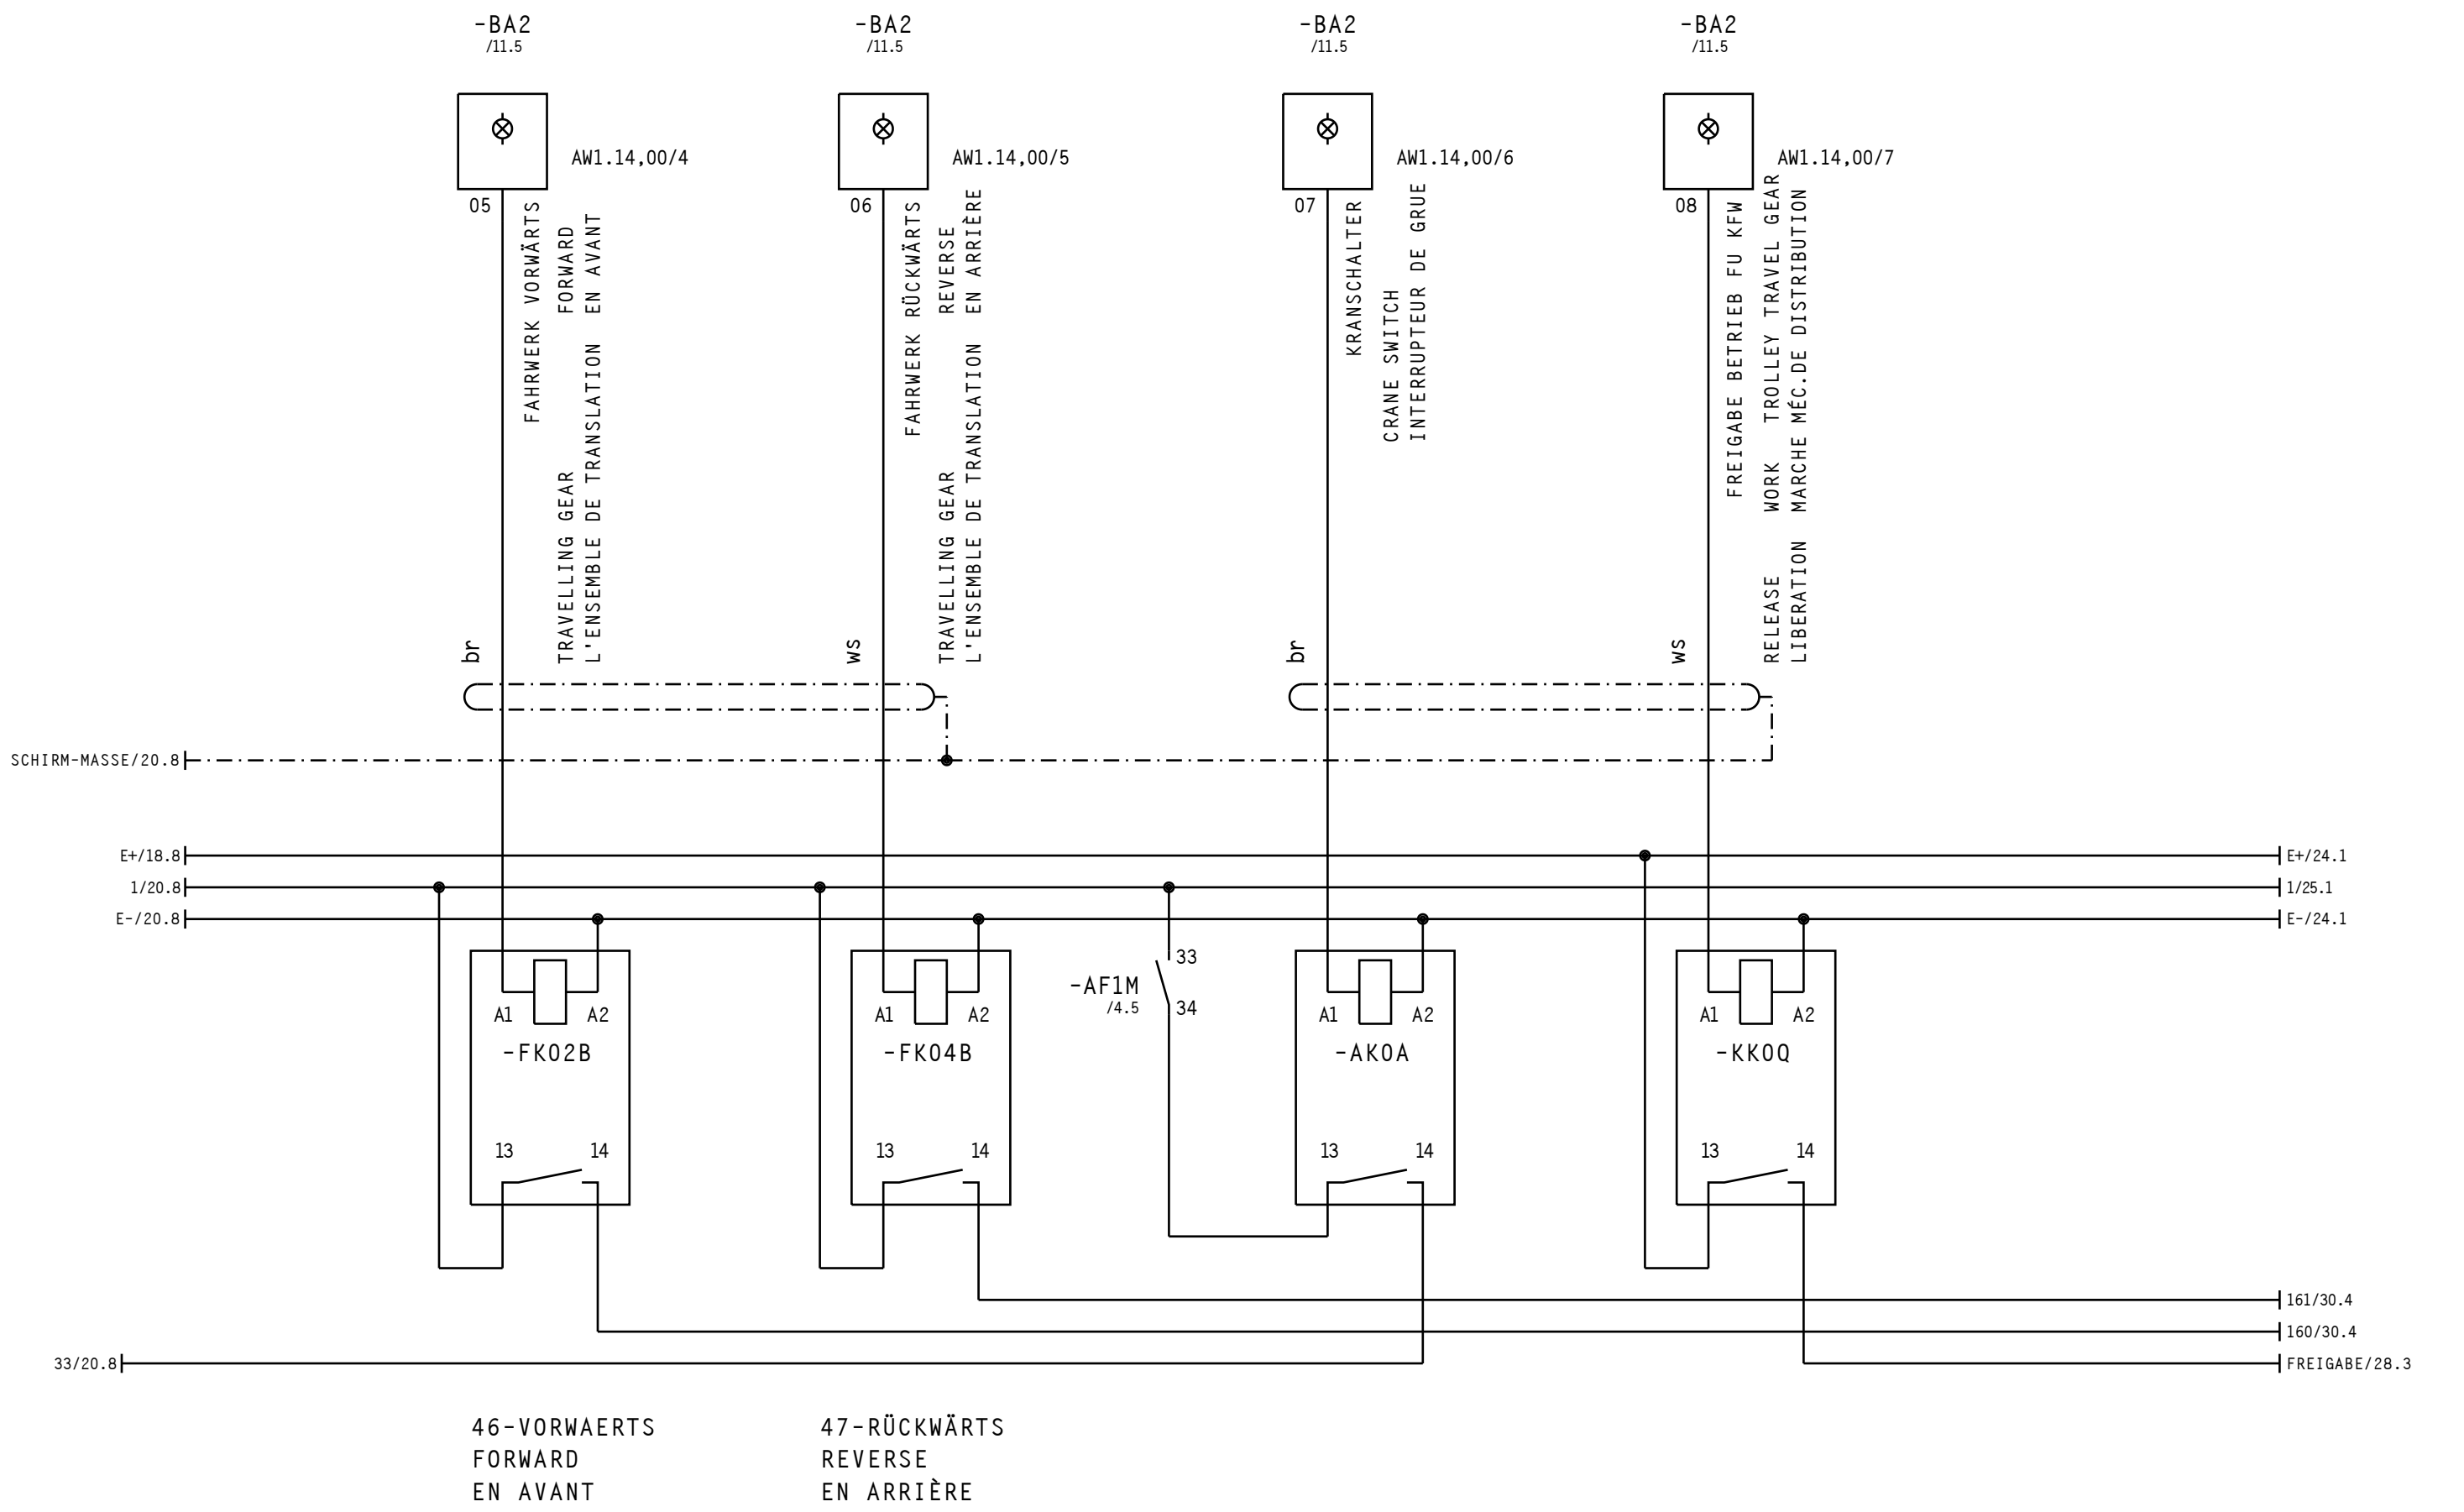 -BA2
/11.5
-BA2
/11.5
-BA2
/11.5
-BA2
/11.5
AW1.14,00/4
AW1.14,00/5
AW1.14,00/6
AW1.14,00/7
05
06
07
08
FAHRWERK VORWÄRTS
TRAVELLING GEAR FORWARD
L'ENSEMBLE DE TRANSLATION EN AVANT
FAHRWERK RÜCKWÄRTS
TRAVELLING GEAR REVERSE
L'ENSEMBLE DE TRANSLATION EN ARRIÈRE
KRANSCHALTER
CRANE SWITCH
INTERRUPTEUR DE GRUE
FREIGABE BETRIEB FU KFW
RELEASE WORK TROLLEY TRAVEL GEAR
LIBERATION MARCHE MÉC.DE DISTRIBUTION
br
ws
br
ws
SCHIRM-MASSE/20.8
E+/18.8
E+/24.1
1/20.8
1/25.1
E-/20.8
E-/24.1
33
-AF1M
/4.5
34
A1
A2
A1
A2
A1
A2
A1
A2
-FK02B
-FK04B
-AK0A
-KK0Q
13
14
13
14
13
14
13
14
161/30.4
160/30.4
33/20.8
FREIGABE/28.3
46-VORWAERTS
FORWARD
EN AVANT
47-RÜCKWÄRTS
REVERSE
EN ARRIÈRE